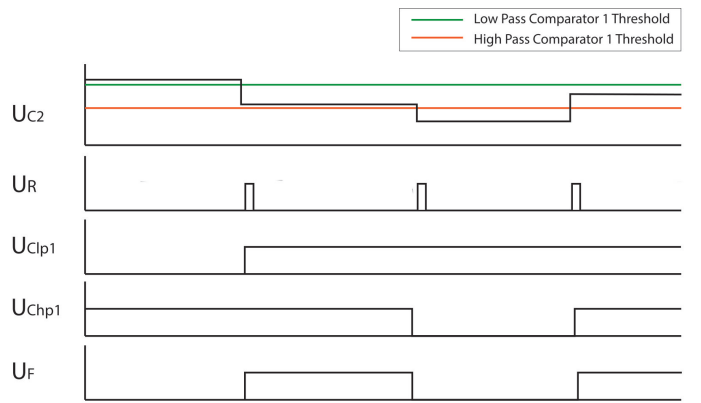 Low Pass Comparator 1 Threshold
High Pass Comparator 1 Threshold
UC2
UR
UClp1
UChp1
UF